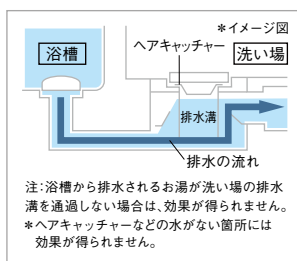 *イメージ図
浴槽
ヘアキャッチャー
洗い場
排水溝
排水の流れ
注:浴槽から排水されるお湯が洗い場の排水
溝を通過しない場合は、効果が得られません。
*ヘアキャッチャーなどの水がない箇所には
効果が得られません。